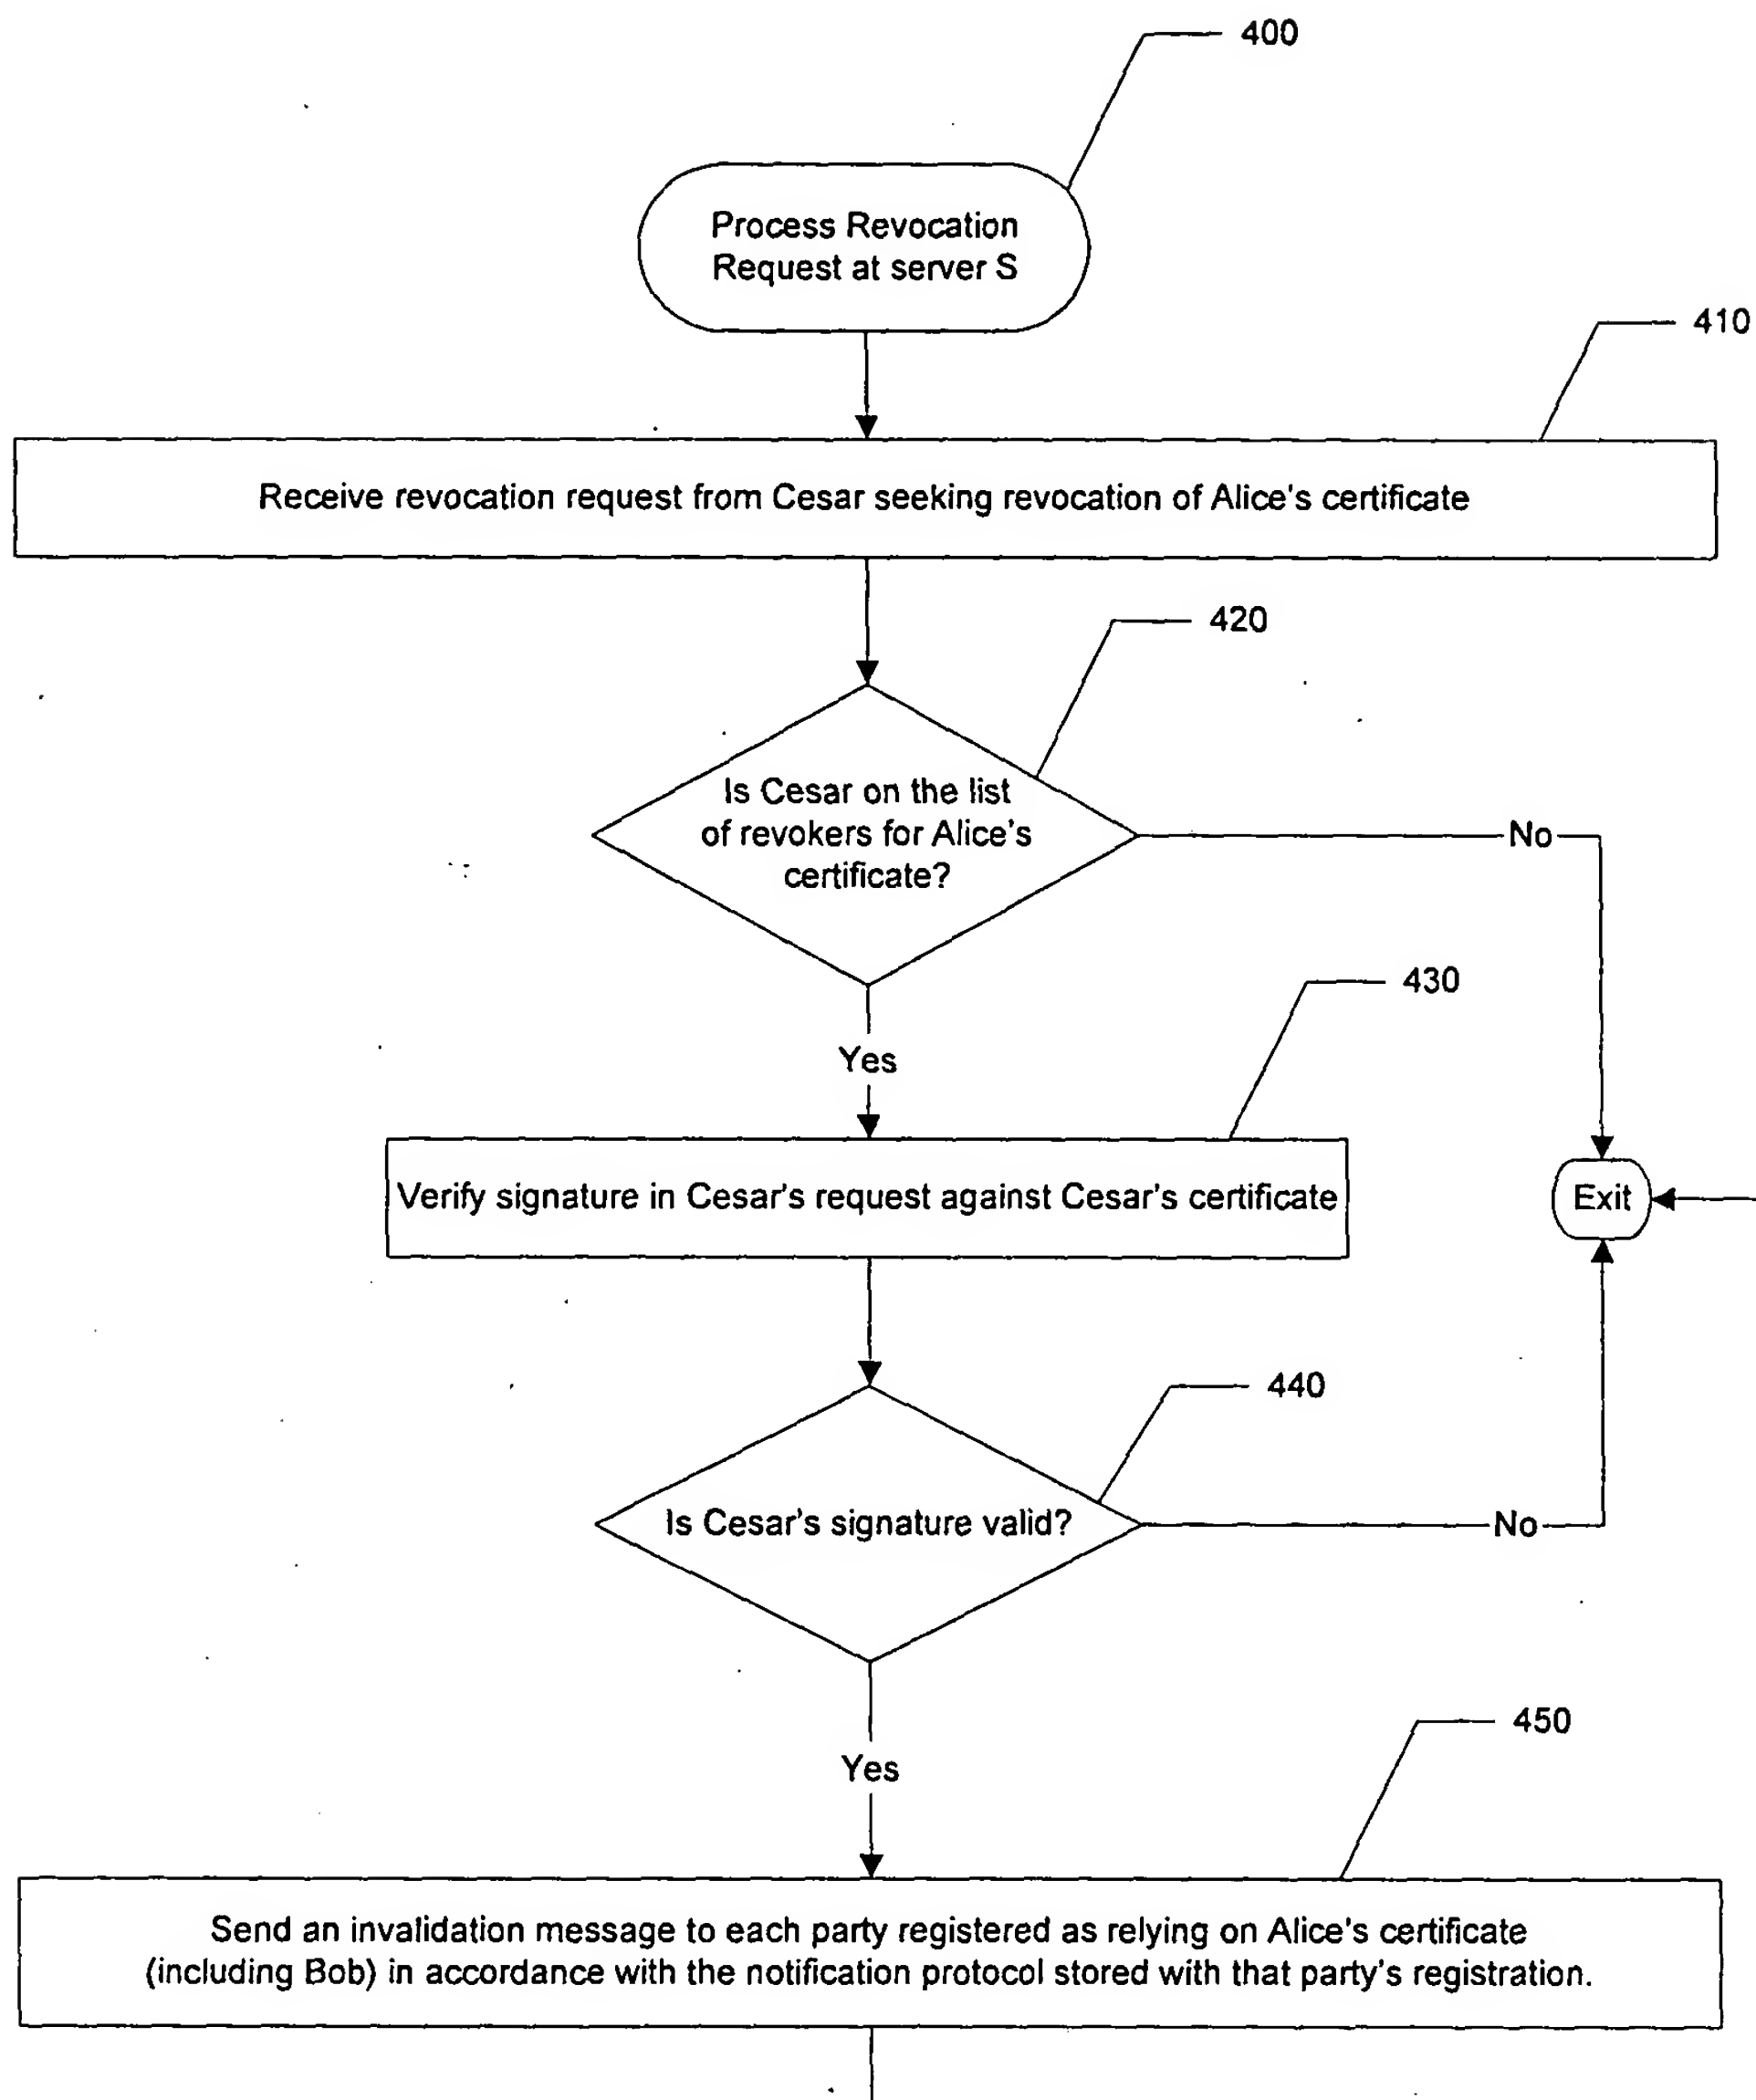 400
Process Revocation
Request at server S
410
Receive revocation request from Cesar seeking revocation of Alice's certificate
420
Is Cesar on the list
of revokers for Alice's
certificate?
No
430
Yes
Verify signature in Cesar's request against Cesar's certificate
Exit
440
Is Cesar's signature valid?
No
450
Yes
Send an invalidation message to each party registered as relying on Alice's certificate
(including Bob) in accordance with the notification protocol stored with that party's registration.